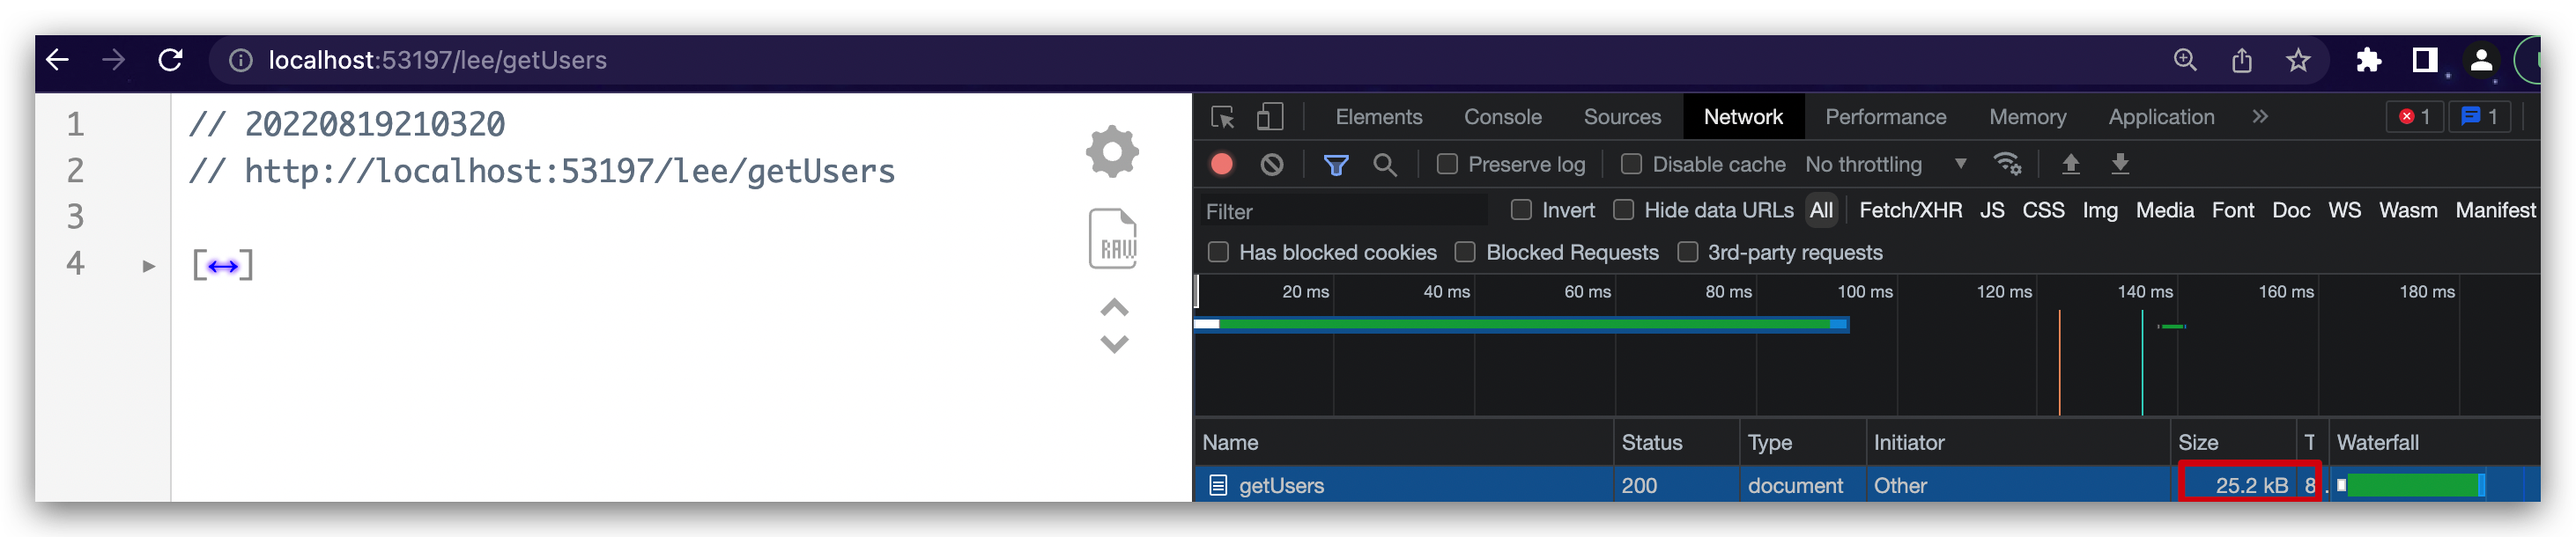 localhost:53197/lee/getUsers
1 // 20220819210320
2 // http://localhost:53197/lee/getUsers
3
4 [↔]
RAW
Elements Console Sources Network Performance Memory Application » 1 1
Preserve log Disable cache No throttling
Filter Invert Hide data URLs All Fetch/XHR JS CSS Img Media Font Doc WS Wasm Manifest
Has blocked cookies Blocked Requests 3rd-party requests
20 ms 40 ms 60 ms 80 ms 100 ms 120 ms 140 ms 160 ms 180 ms
Name Status Type Initiator Size T Waterfall
getUsers 200 document Other 25.2 kB 8